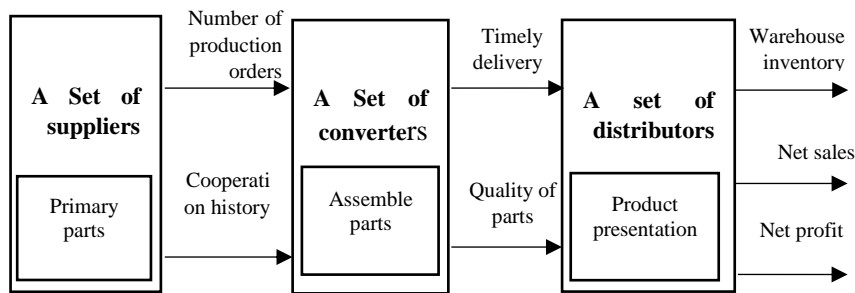 A Set of
suppliers
Primary
parts
Number of
production
orders
Cooperati
on history
A Set of
converters
Assemble
parts
Timely
delivery
Quality of
parts
A set of
distributors
Product
presentation
Warehouse
inventory
Net sales
Net profit